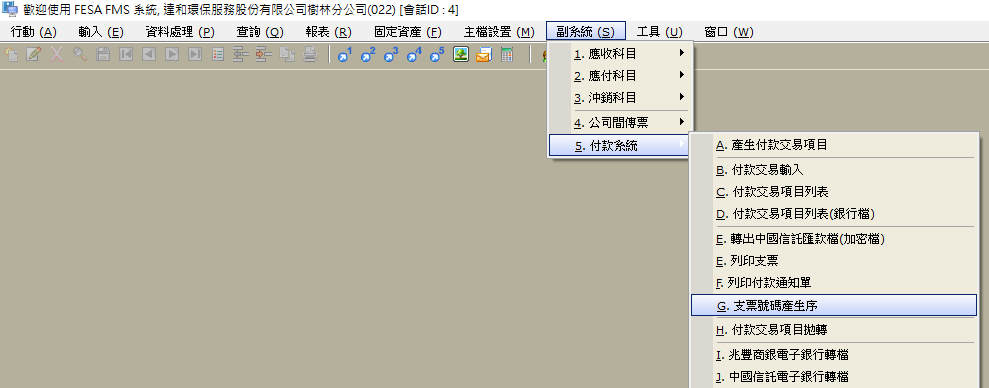 歡迎使用 FESA FMS 系統, 達和環保服務股份有限公司樹林分公司(022) [會話ID : 4]
行動 (A) 輸入 (E) 資料處理 (P) 查詢 (Q) 報表 (R) 固定資產 (F) 主檔設置 (M) 副系統 (S) 工具 (U) 窗口 (W)
1 2 3 4 5
1. 應收科目
2. 應付科目
3. 沖銷科目
4. 公司間傳票
5. 付款系統
A. 產生付款交易項目
B. 付款交易輸入
C. 付款交易項目列表
D. 付款交易項目列表(銀行檔)
E. 轉出中國信託匯款檔(加密檔)
E. 列印支票
F. 列印付款通知單
G. 支票號碼產生序
H. 付款交易項目拋轉
I. 兆豐商銀電子銀行轉檔
J. 中國信託電子銀行轉檔